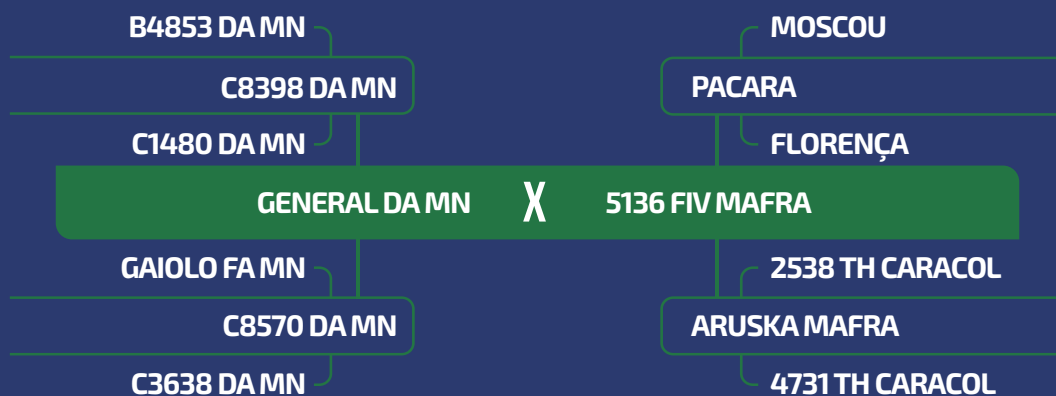 B4853 DA MN
MOSCOU
C8398 DA MN
PACARA
C1480 DA MN
FLORENÇA
GENERAL DA MN X 5136 FIV MAFRA
GAIOLO FA MN
2538 TH CARACOL
C8570 DA MN
ARUSKA MAFRA
C3638 DA MN
4731 TH CARACOL